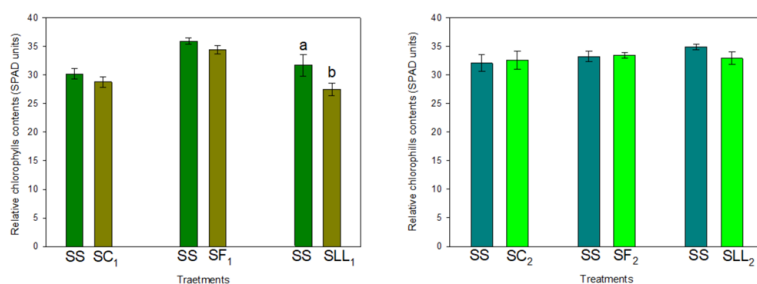 Relative chlorophylls contents (SPAD units)
40
35
30
25
20
15
10
5
0
a
b
SS SC₁ SS SF₁ SS SLL₁
Traetments
Relative chlorophills contents (SPAD units)
40
35
30
25
20
15
10
5
0
SS SC₂ SS SF₂ SS SLL₂
Treatments